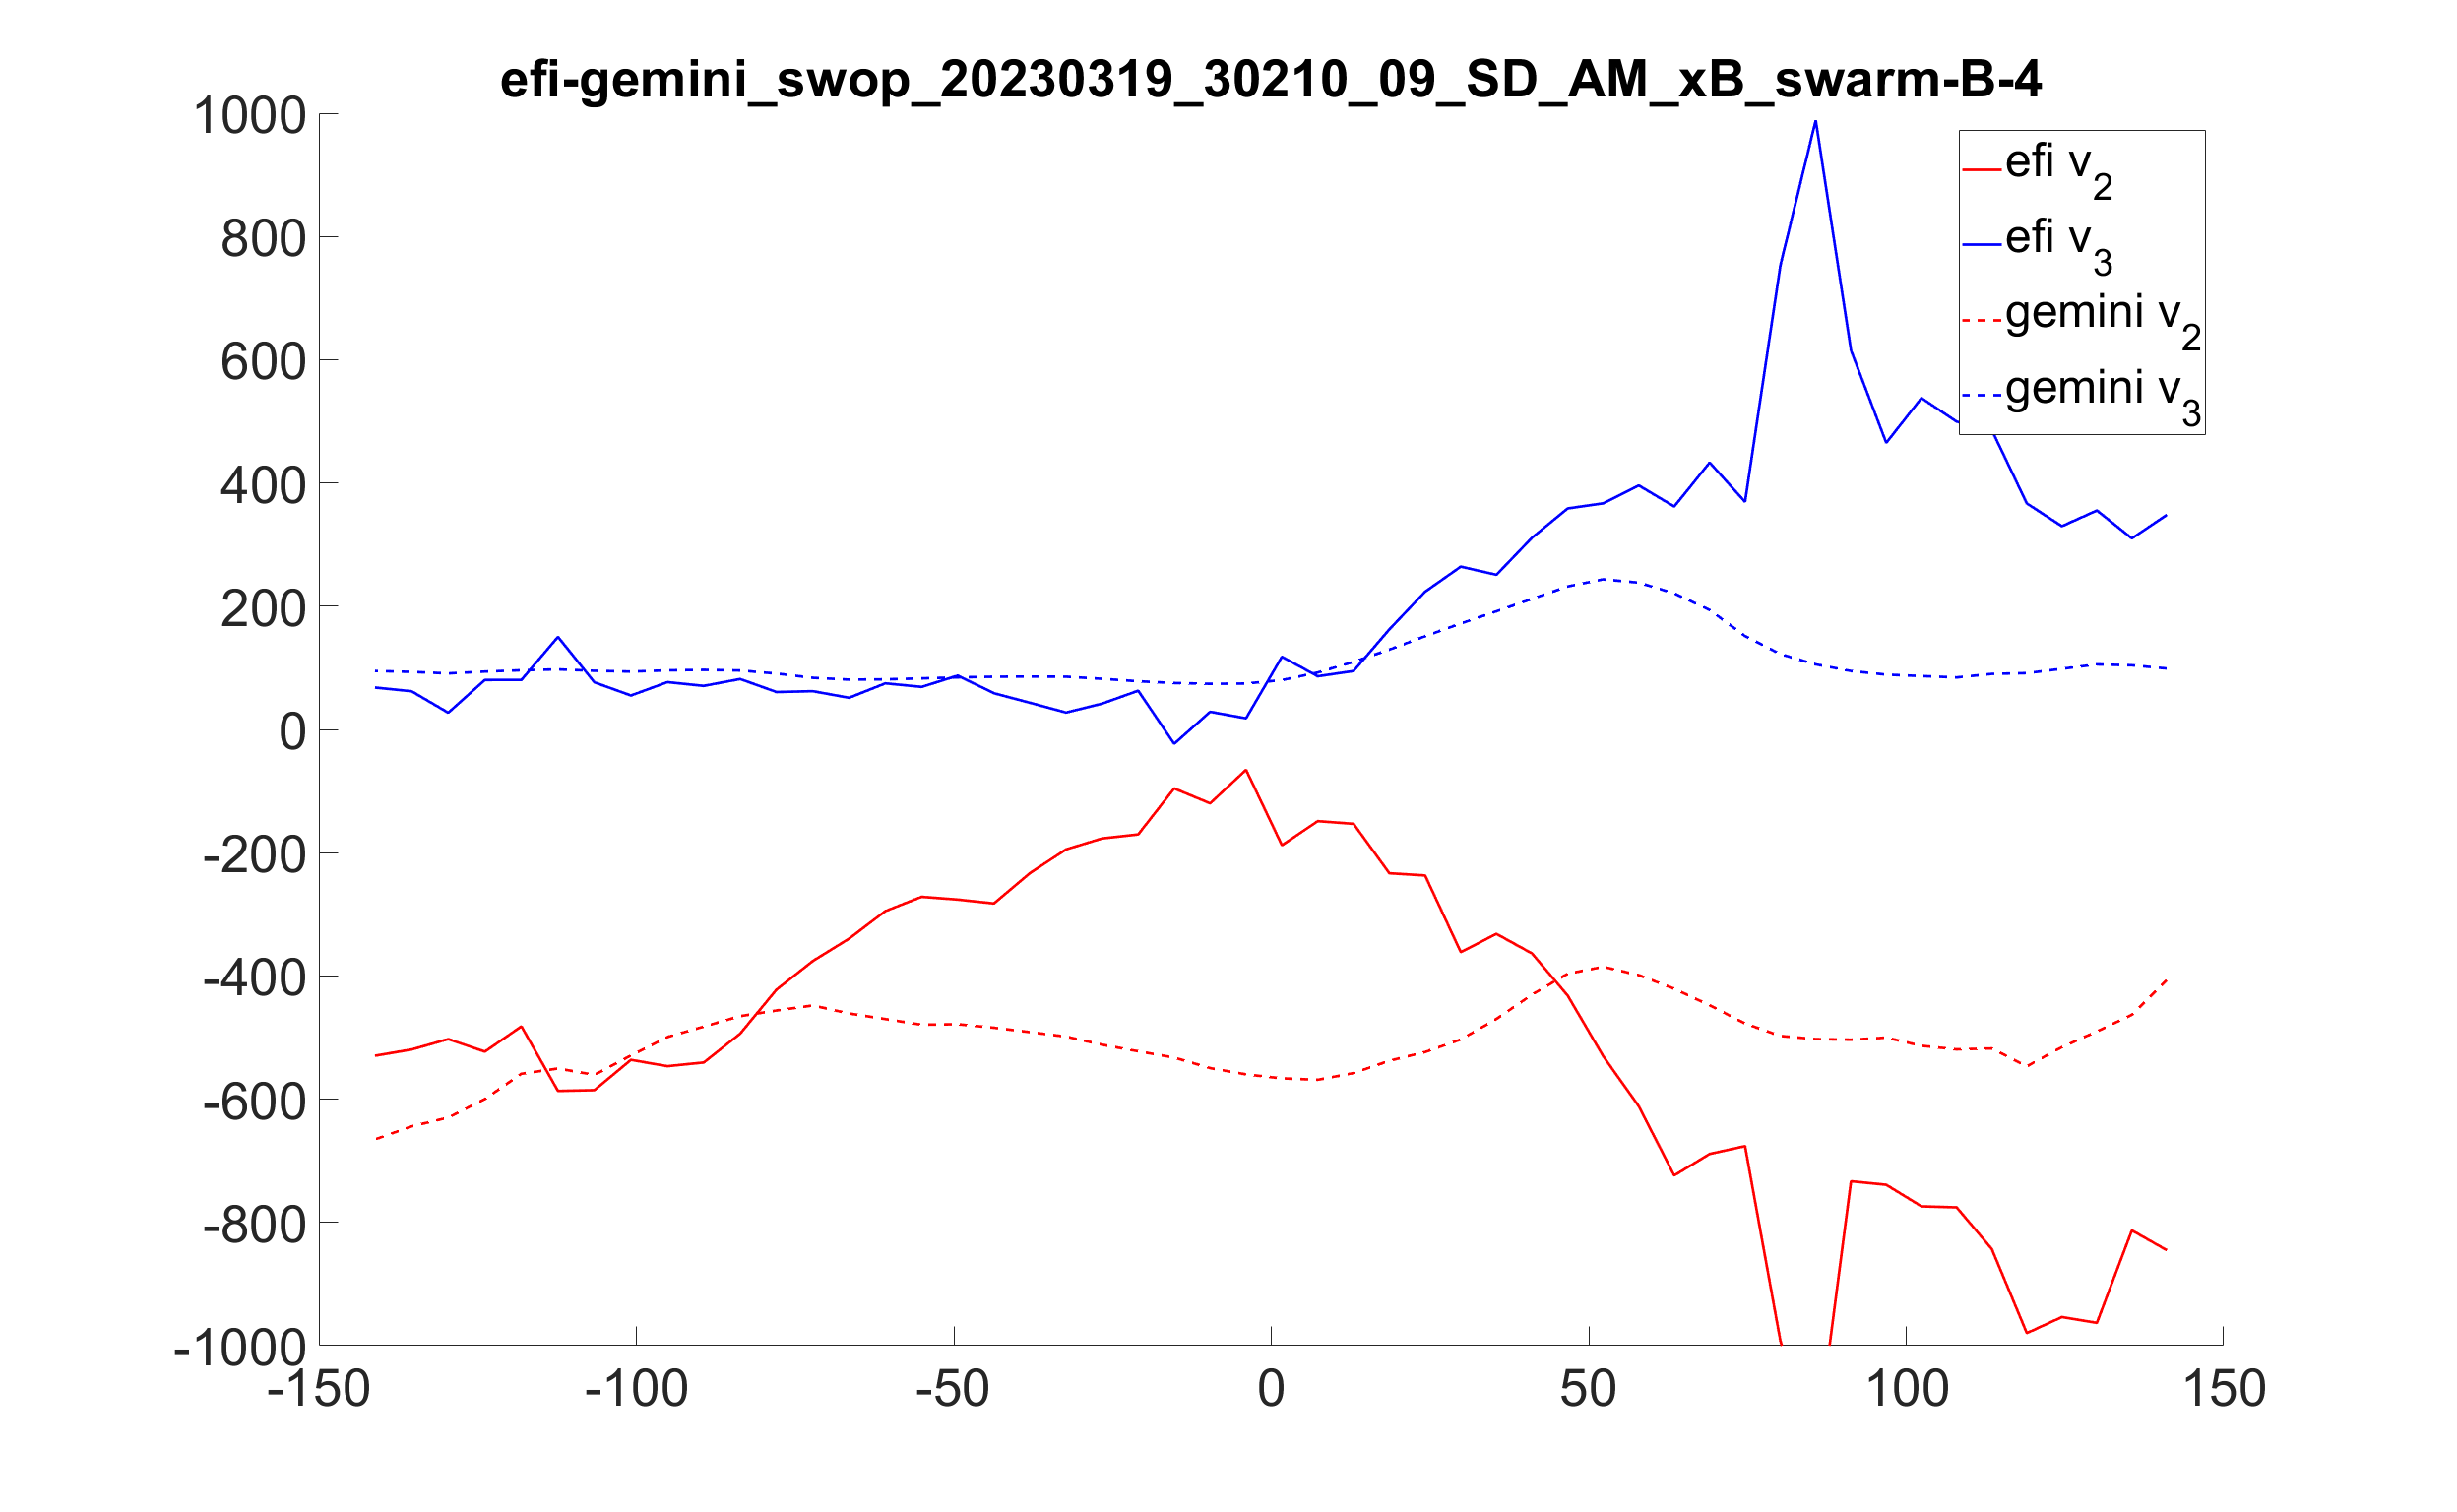 efi-gemini_swop_20230319_30210_09_SD_AM_xB_swarm-B-4
1000
800
600
400
200
0
-200
-400
-600
-800
-1000
-150 -100 -50 0 50 100 150
efi v2
efi v3
gemini v2
gemini v3